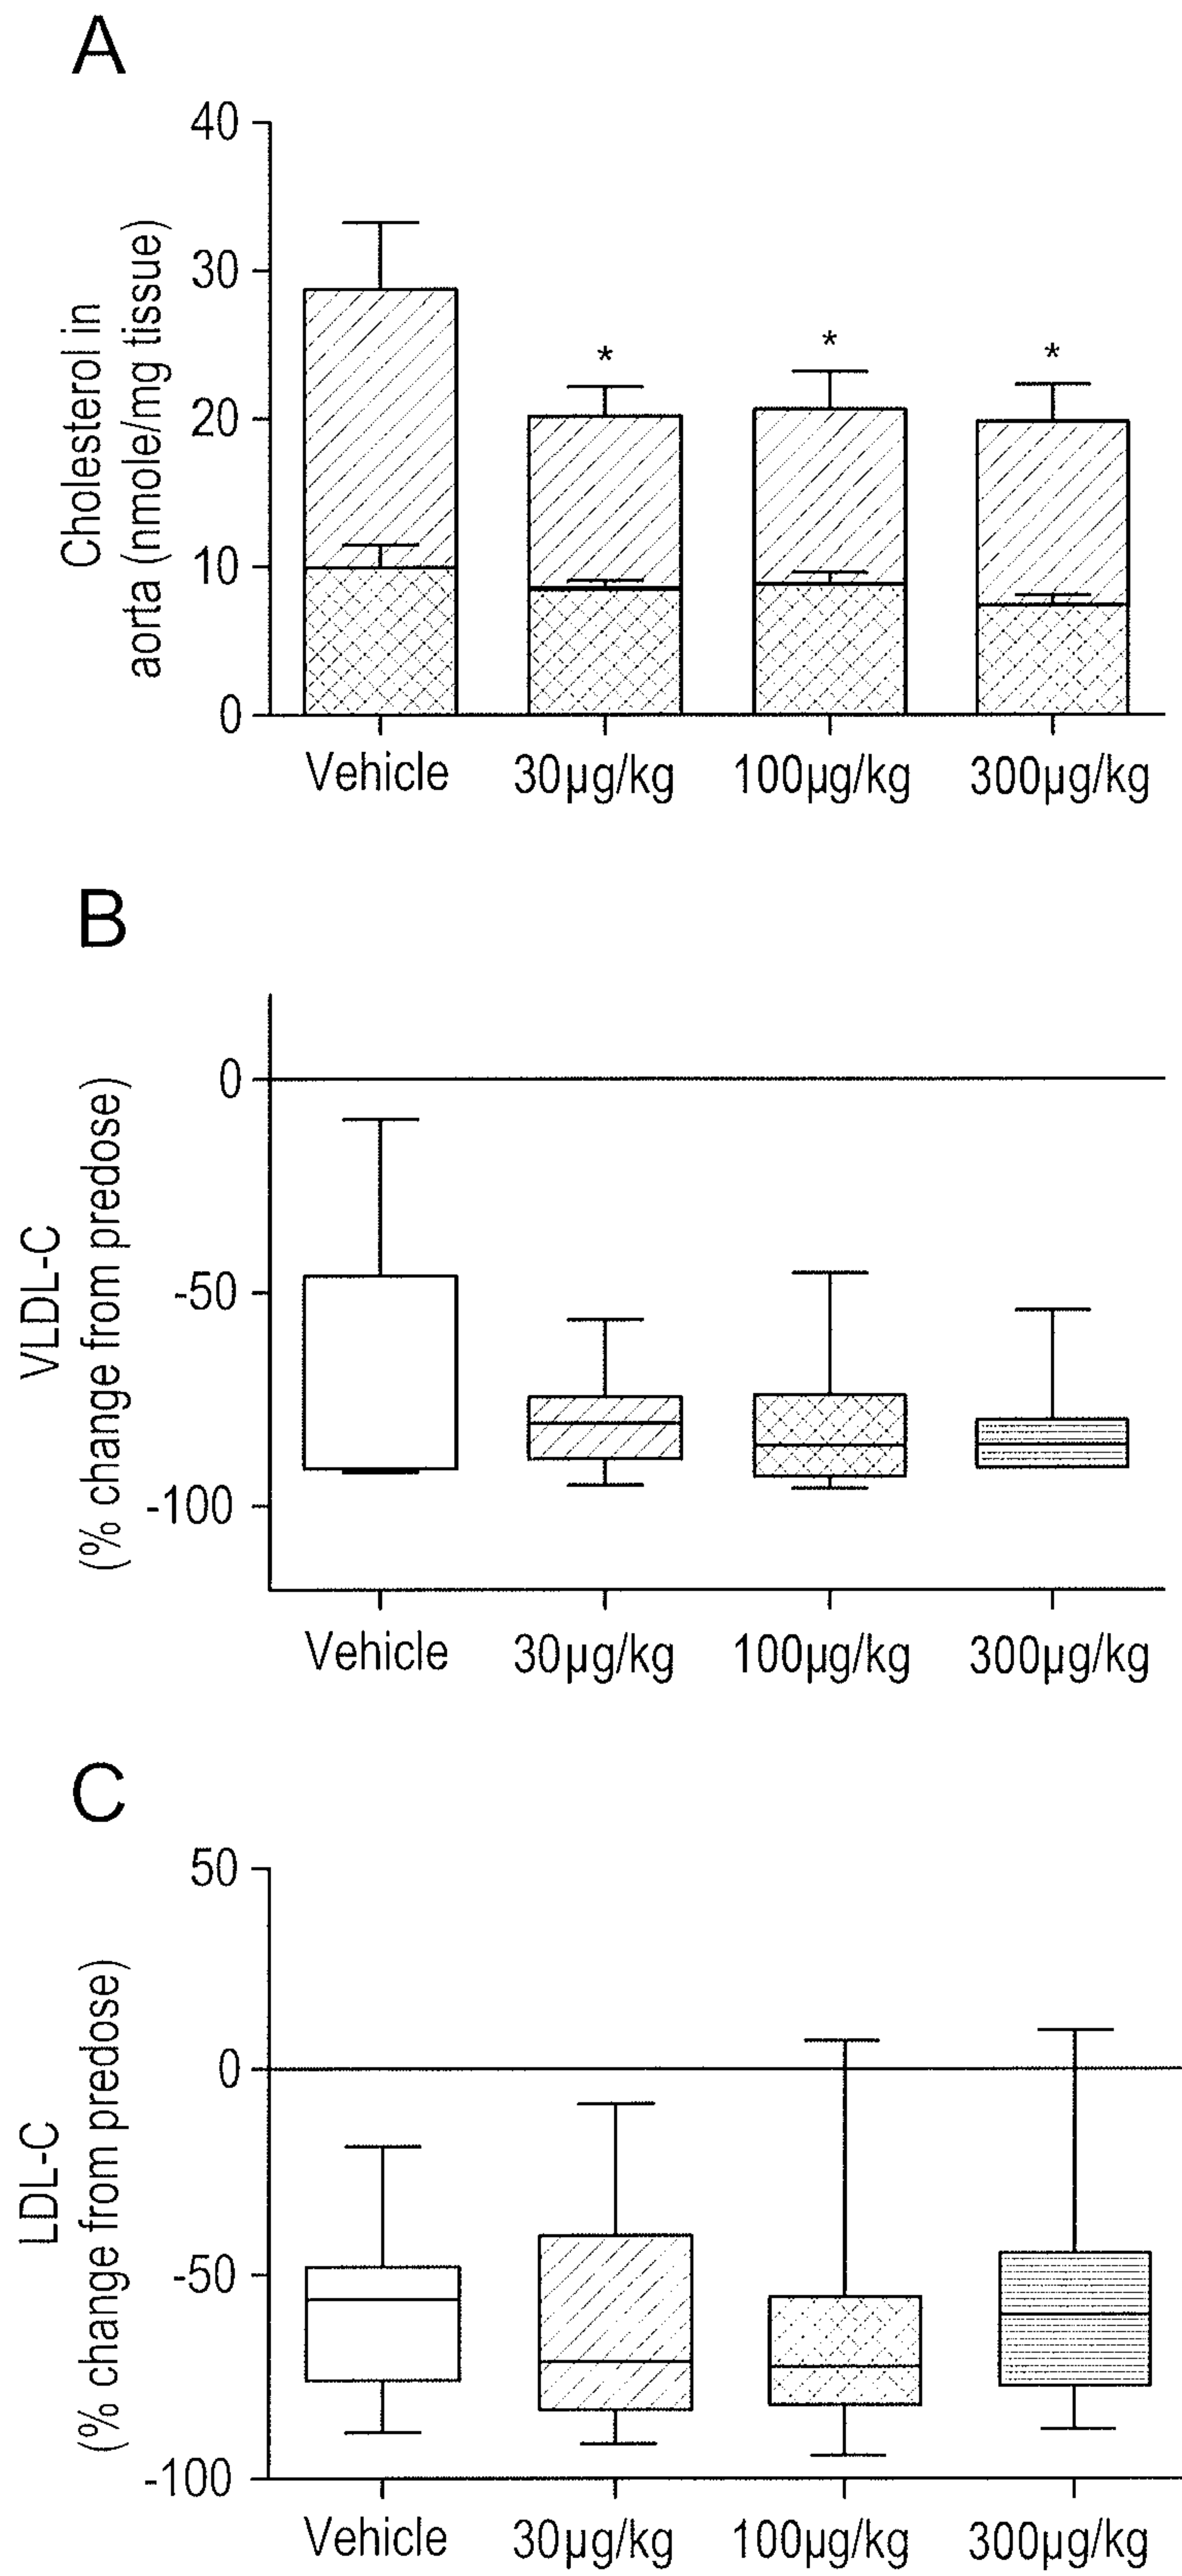 A
40
30
20
10
0
Cholesterol in
aorta (nmole/mg tissue)
*
*
*
Vehicle
30µg/kg
100µg/kg
300µg/kg
B
0
-50
-100
VLDL-C
(% change from predose)
Vehicle
30µg/kg
100µg/kg
300µg/kg
C
50
0
-50
-100
LDL-C
(% change from predose)
Vehicle
30µg/kg
100µg/kg
300µg/kg